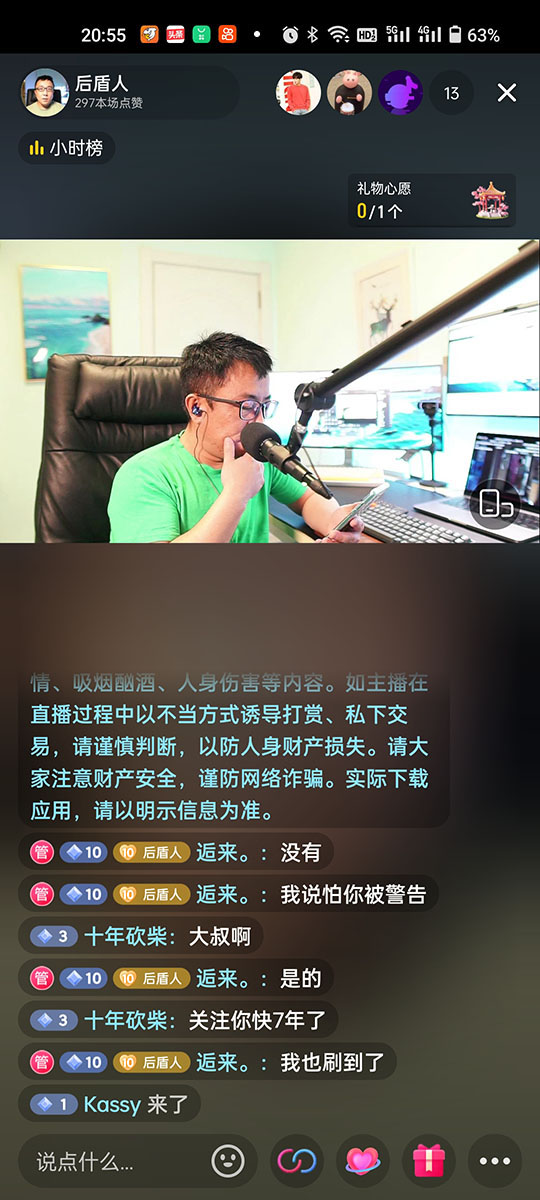 20:55
头条
HD
5G
4G
63%
后盾人
297本场点赞
13
小时榜
礼物心愿
0/1个
情、吸烟酗酒、人身伤害等内容。如主播在
直播过程中以不当方式诱导打赏、私下交
易，请谨慎判断，以防人身财产损失。请大
家注意财产安全，谨防网络诈骗。实际下载
应用，请以明示信息为准。
管 10 10 后盾人 逅来。：没有
管 10 10 后盾人 逅来。：我说怕你被警告
3 十年砍柴：大叔啊
管 10 10 后盾人 逅来。：是的
3 十年砍柴：关注你快7年了
管 10 10 后盾人 逅来。：我也刷到了
1 Kassy 来了
说点什么...